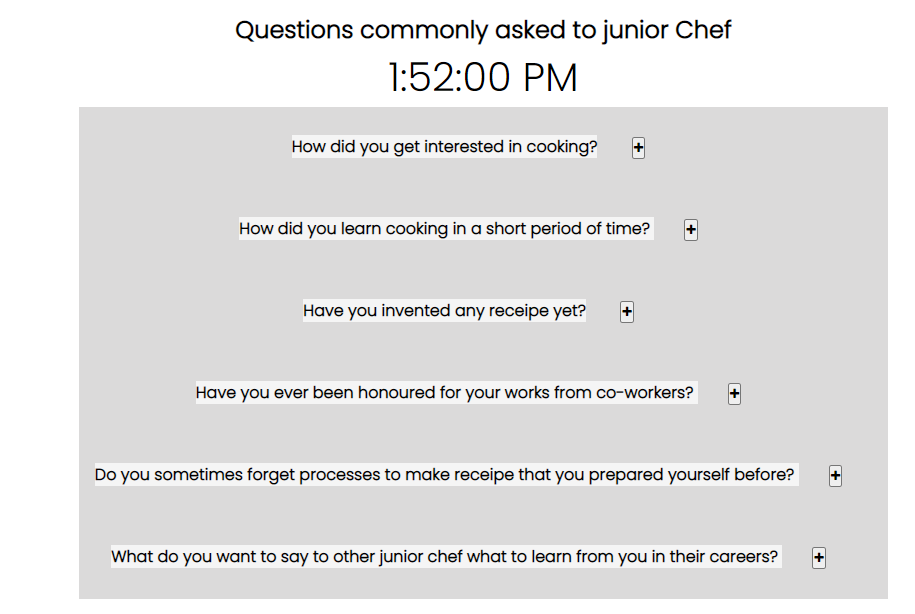 Questions commonly asked to junior Chef
1:52:00 PM
How did you get interested in cooking? +
How did you learn cooking in a short period of time? +
Have you invented any receipe yet? +
Have you ever been honoured for your works from co-workers? +
Do you sometimes forget processes to make receipe that you prepared yourself before? +
What do you want to say to other junior chef what to learn from you in their careers? +